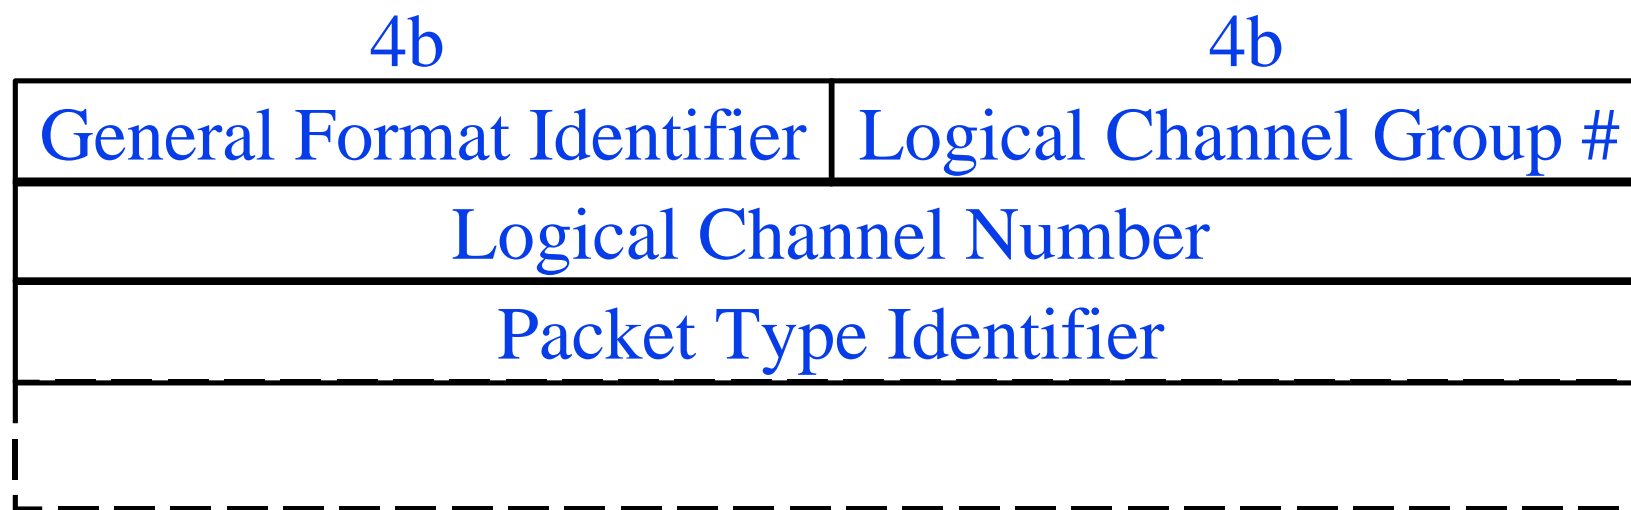 4b 4b
General Format Identifier Logical Channel Group #
Logical Channel Number
Packet Type Identifier